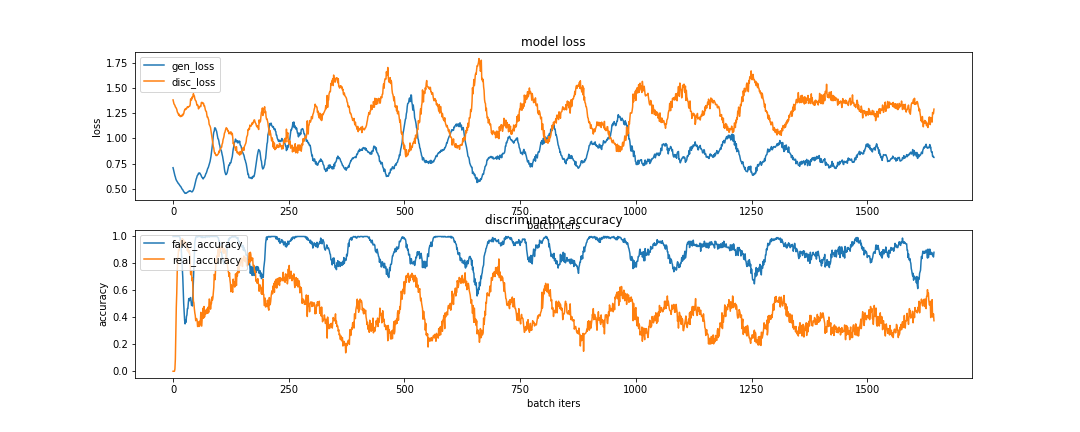 model loss
1.75
1.50
1.25
1.00
0.75
0.50
loss
gen_loss
disc_loss
0 250 500 750 1000 1250 1500
batch iters
discriminator accuracy
1.0
0.8
0.6
0.4
0.2
0.0
accuracy
fake_accuracy
real_accuracy
0 250 500 750 1000 1250 1500
batch iters